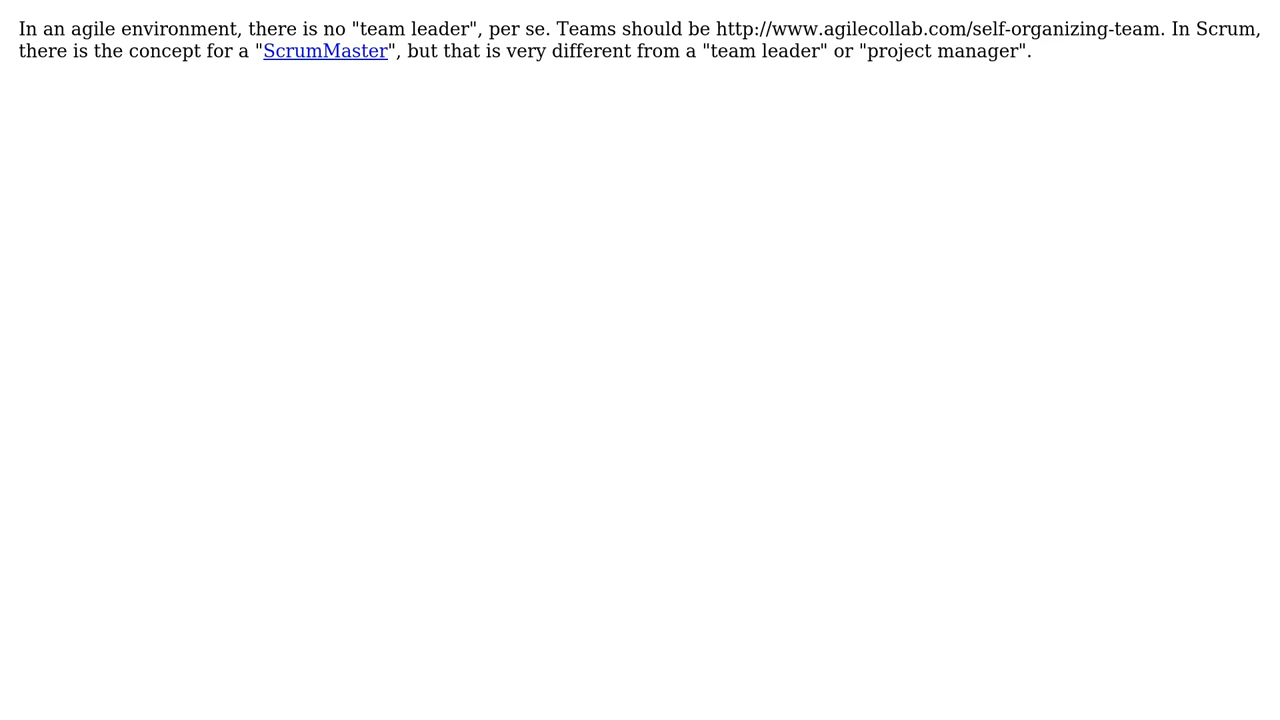 In an agile environment, there is no "team leader", per se. Teams should be http://www.agilecollab.com/self-organizing-team. In Scrum,
there is the concept for a "ScrumMaster", but that is very different from a "team leader" or "project manager".